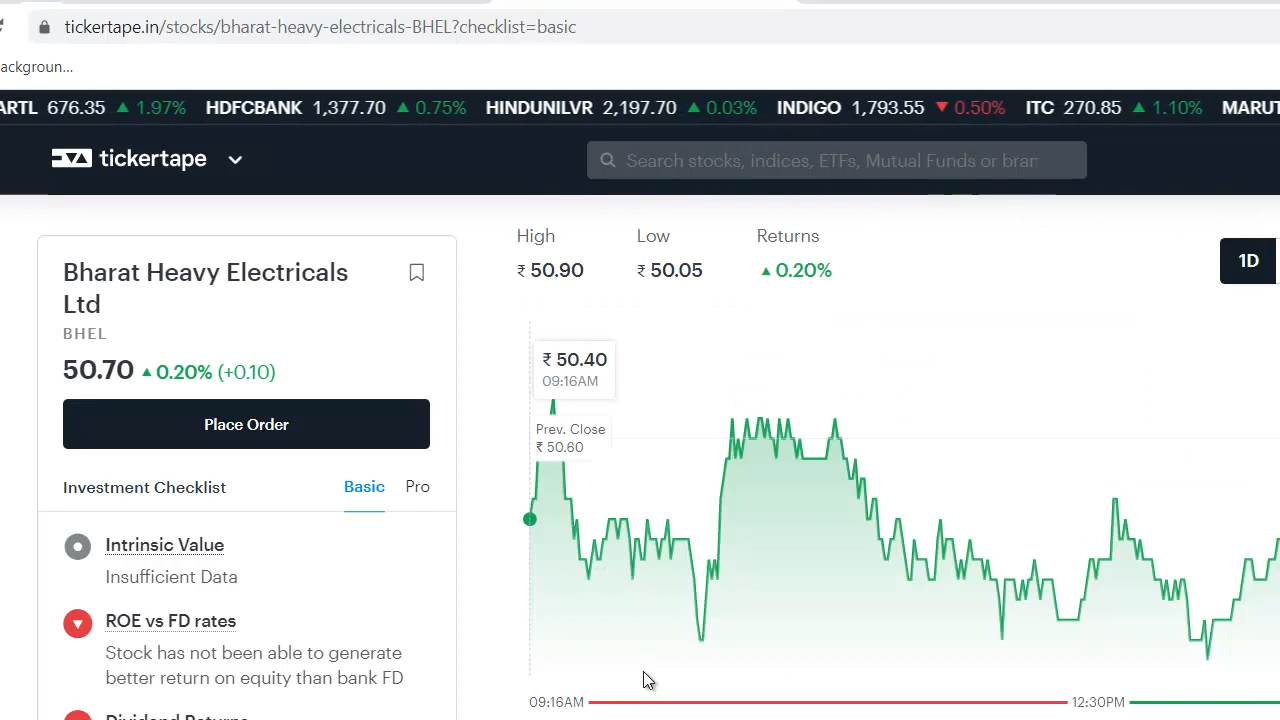 tickertape.in/stocks/bharat-heavy-electricals-BHEL?checklist=basic
ackgroun...
ARTL 676.35 ▲ 1.97% HDFCBANK 1,377.70 ▲ 0.75% HINDUNILVR 2,197.70 ▲ 0.03% INDIGO 1,793.55 ▼ 0.50% ITC 270.85 ▲ 1.10% MARUT
tickertape
Search stocks, indices, ETFs, Mutual Funds or bran
High Low Returns
₹ 50.90 ₹ 50.05 ▲ 0.20%
1D
Bharat Heavy Electricals
Ltd
BHEL
50.70 ▲ 0.20% (+0.10)
Place Order
Investment Checklist Basic Pro
Intrinsic Value
Insufficient Data
ROE vs FD rates
Stock has not been able to generate
better return on equity than bank FD
Dividend Returns
₹ 50.40
09:16AM
Prev. Close
₹ 50.60
09:16AM 12:30PM